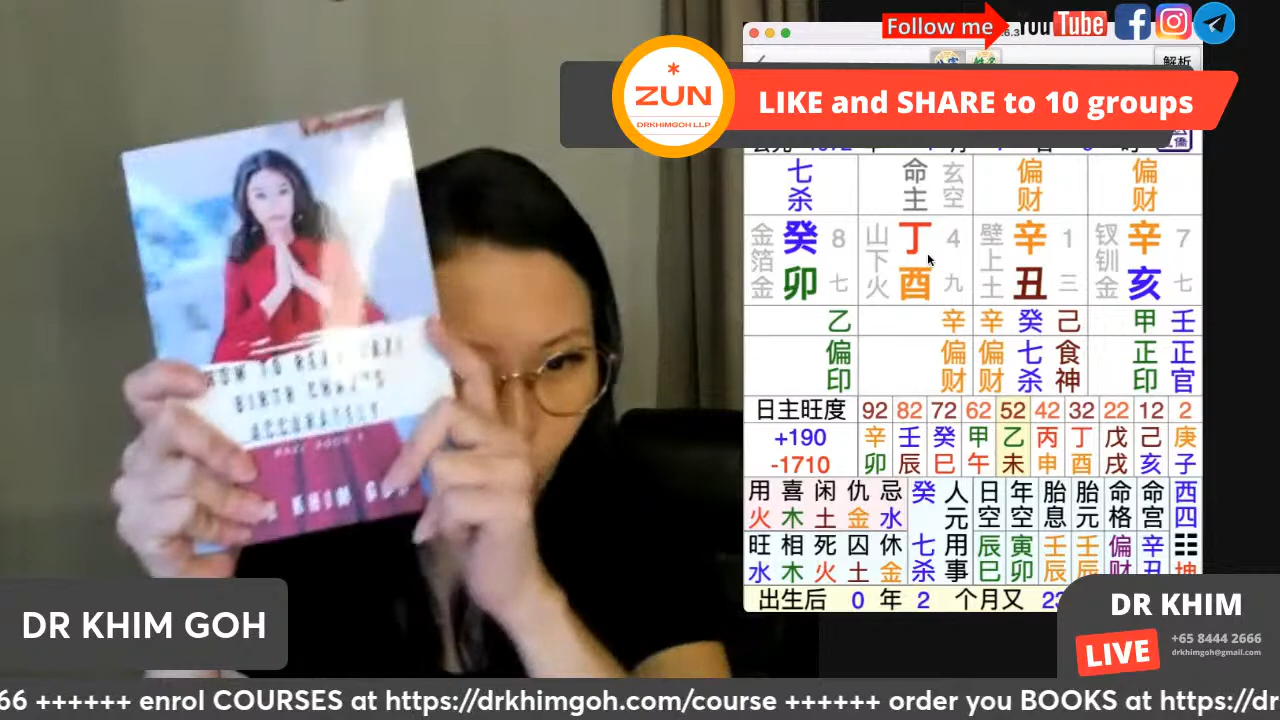 Follow me
You Tube
解析
ZUN
DRKHIMGOH LLP
LIKE and SHARE to 10 groups
七杀 命主 玄空 偏财 偏财
金箔金 癸卯 8 七 山下火 丁酉 4 九 壁上土 辛丑 1 三 钗钏金 辛亥 7 七
乙 辛 辛 癸 己 甲 壬
偏印 偏财 偏财 七杀 食神 正印 正官
日主旺度 92 82 72 62 52 42 32 22 12 2
+190 辛 壬 癸 甲 乙 丙 丁 戊 己 庚
-1710 卯 辰 巳 午 未 申 酉 戌 亥 子
用 喜 闲 仇 忌 癸 人元 日空 年空 胎息 胎元 命格 命宫 西四
火 木 土 金 水
旺 相 死 囚 休 七杀 用事 辰巳 寅卯 壬辰 壬辰 偏财 辛丑 坤
水 木 火 土 金
出生后 0 年 2 个月又
HOW TO READ
BIRTH CHARTS
ACCURATELY
KHIM GOH
DR KHIM GOH
DR KHIM
LIVE
+65 8444 2666
drkhimgoh@gmail.com
66 ++++++ enrol COURSES at https://drkhimgoh.com/course ++++++ order you BOOKS at https://dr